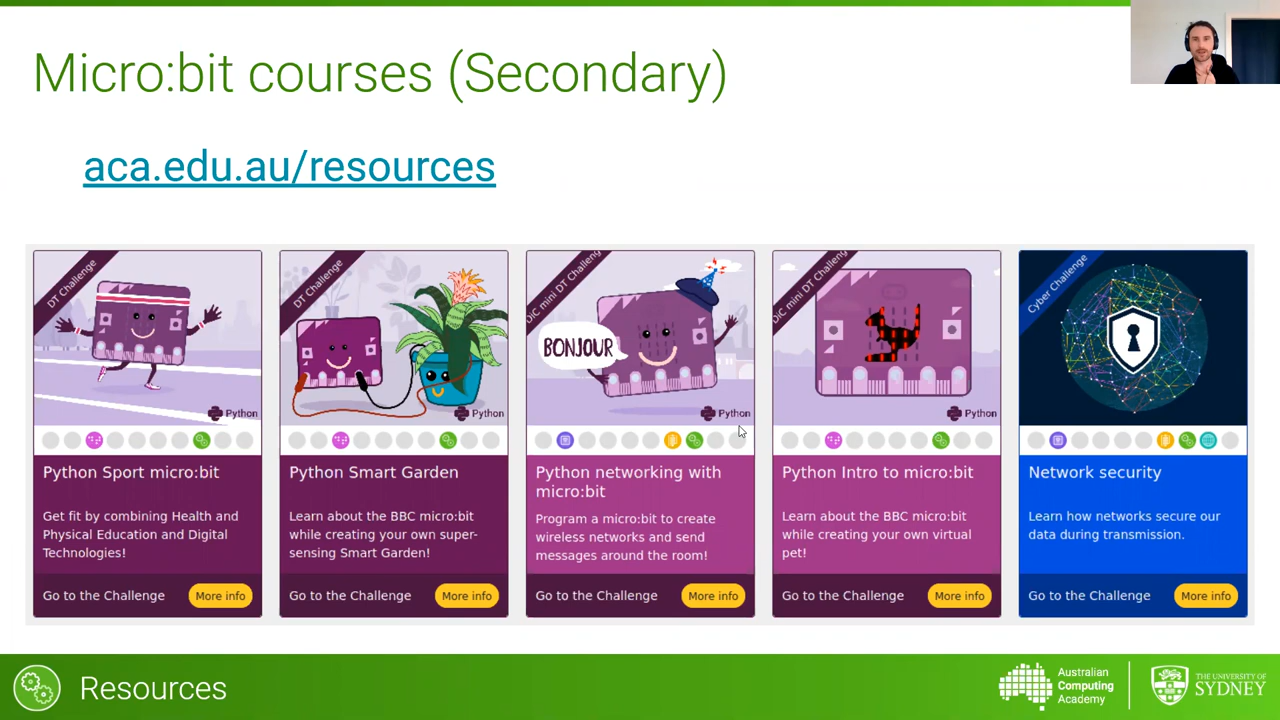 Micro:bit courses (Secondary)
aca.edu.au/resources
DT Challenge
DT Challenge
DiC mini DT Challeng
DiC mini DT Challeng
Cyber Challenge
BONJOUR
Python
Python
Python
Python
Python Sport micro:bit
Get fit by combining Health and
Physical Education and Digital
Technologies!
Go to the Challenge
More info
Python Smart Garden
Learn about the BBC micro:bit
while creating your own super-
sensing Smart Garden!
Go to the Challenge
More info
Python networking with
micro:bit
Program a micro:bit to create
wireless networks and send
messages around the room!
Go to the Challenge
More info
Python Intro to micro:bit
Learn about the BBC micro:bit
while creating your own virtual
pet!
Go to the Challenge
More info
Network security
Learn how networks secure our
data during transmission.
Go to the Challenge
More info
Resources
Australian
Computing
Academy
THE UNIVERSITY OF
SYDNEY